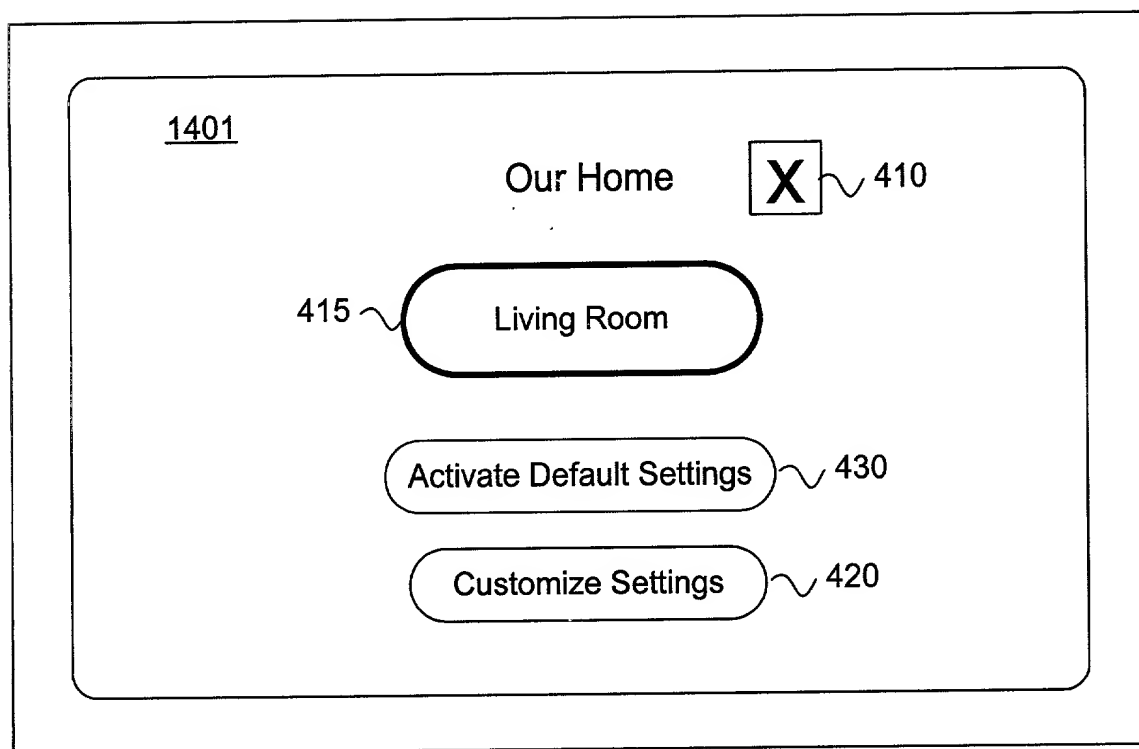 1401
Our Home X 410
415 Living Room
Activate Default Settings 430
Customize Settings 420